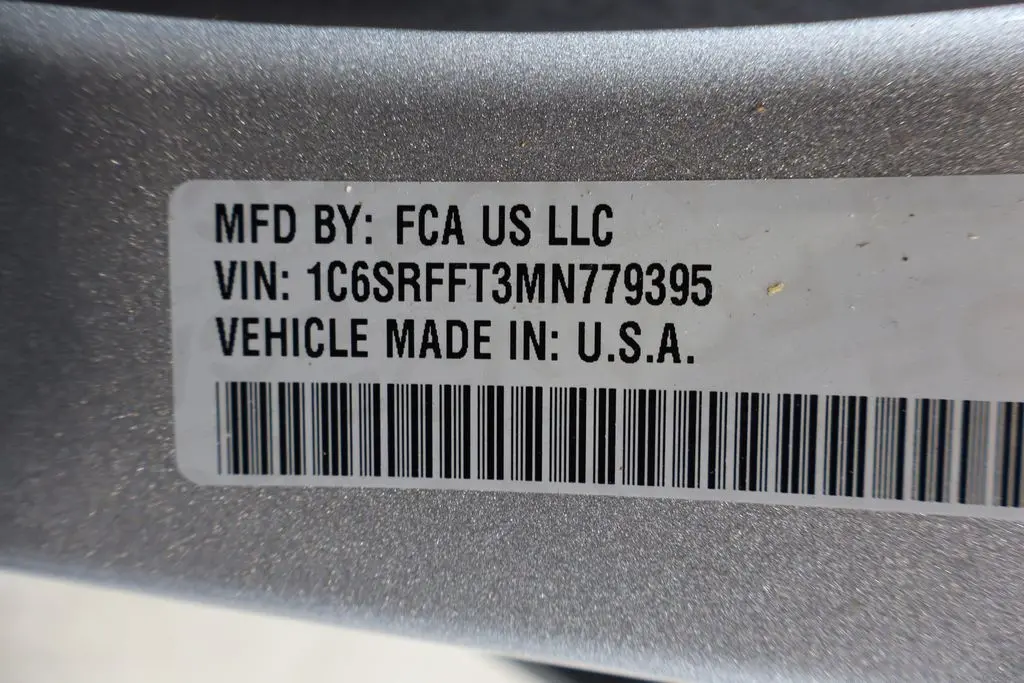 MFD BY: FCA US LLC
VIN: 1C6SRFFT3MN779395
VEHICLE MADE IN: U.S.A.